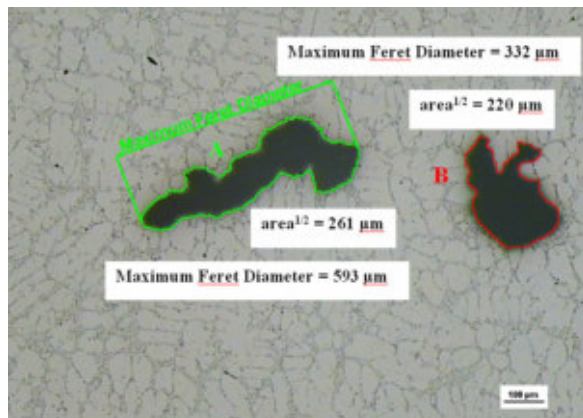 Maximum Feret Diameter = 332 µm
area1/2 = 220 µm
Maximum Feret Diameter
1
B
area1/2 = 261 µm
Maximum Feret Diameter = 593 µm
100 µm